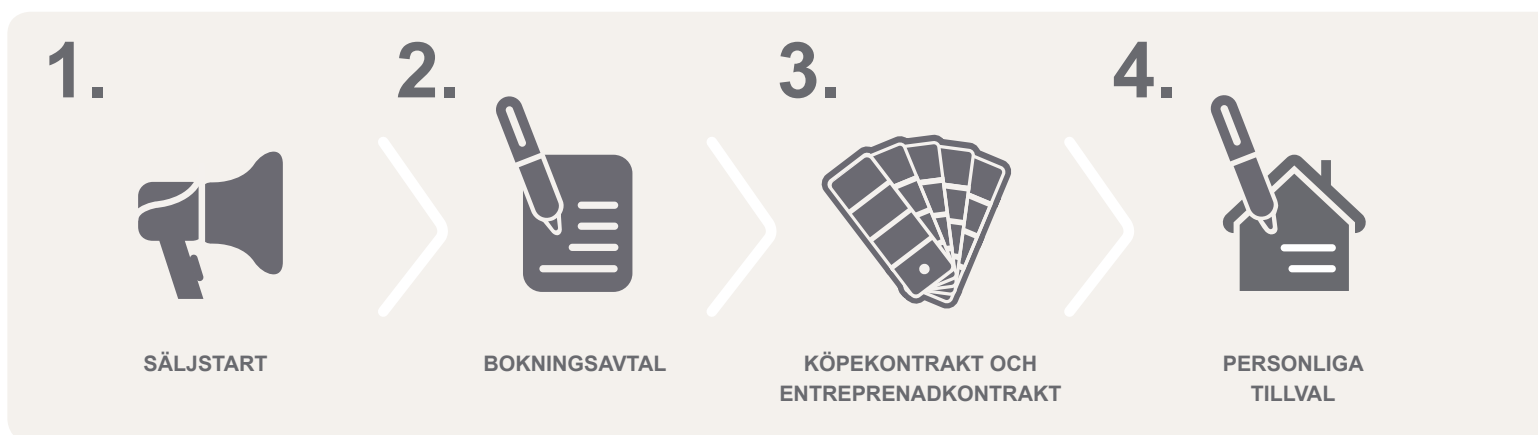 1.
2.
3.
4.
SÄLJSTART
BOKNINGSAVTAL
KÖPEKONTRAKT OCH
ENTREPRENADKONTRAKT
PERSONLIGA
TILLVAL